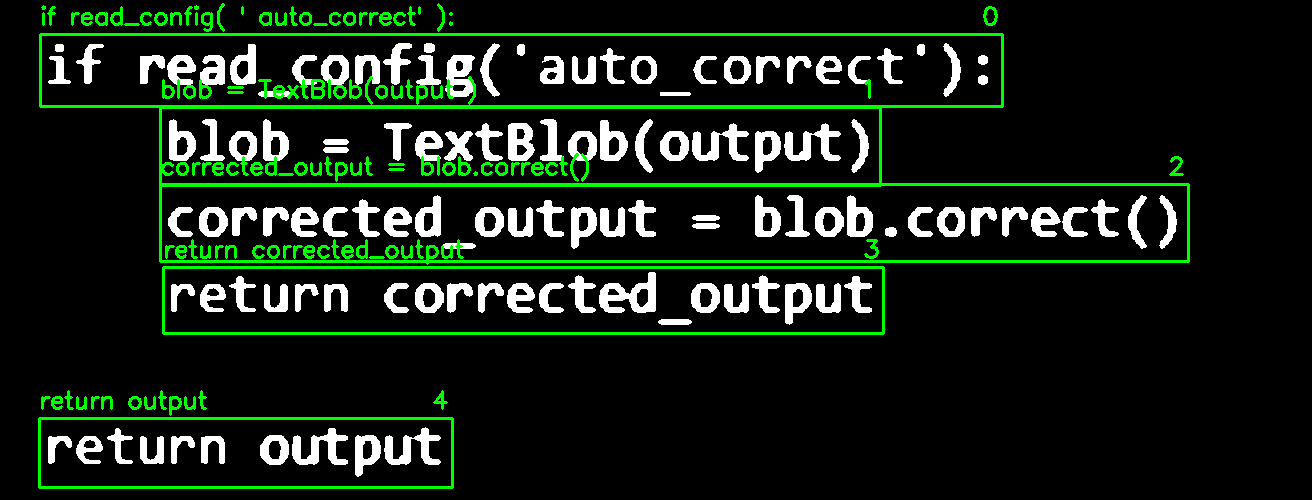 if read_config( ' auto_correct' ): 0
if read_config('auto_correct'):
blob = TextBlob(output ) 1
blob = TextBlob(output)
corrected_output = blob.correct() 2
corrected_output = blob.correct()
return corrected_output 3
return corrected_output
return output 4
return output